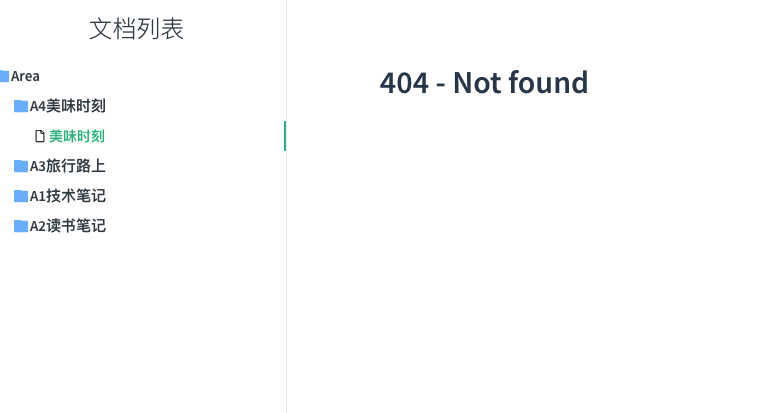 文档列表
Area
A4美味时刻
美味时刻
A3旅行路上
A1技术笔记
A2读书笔记
404 - Not found